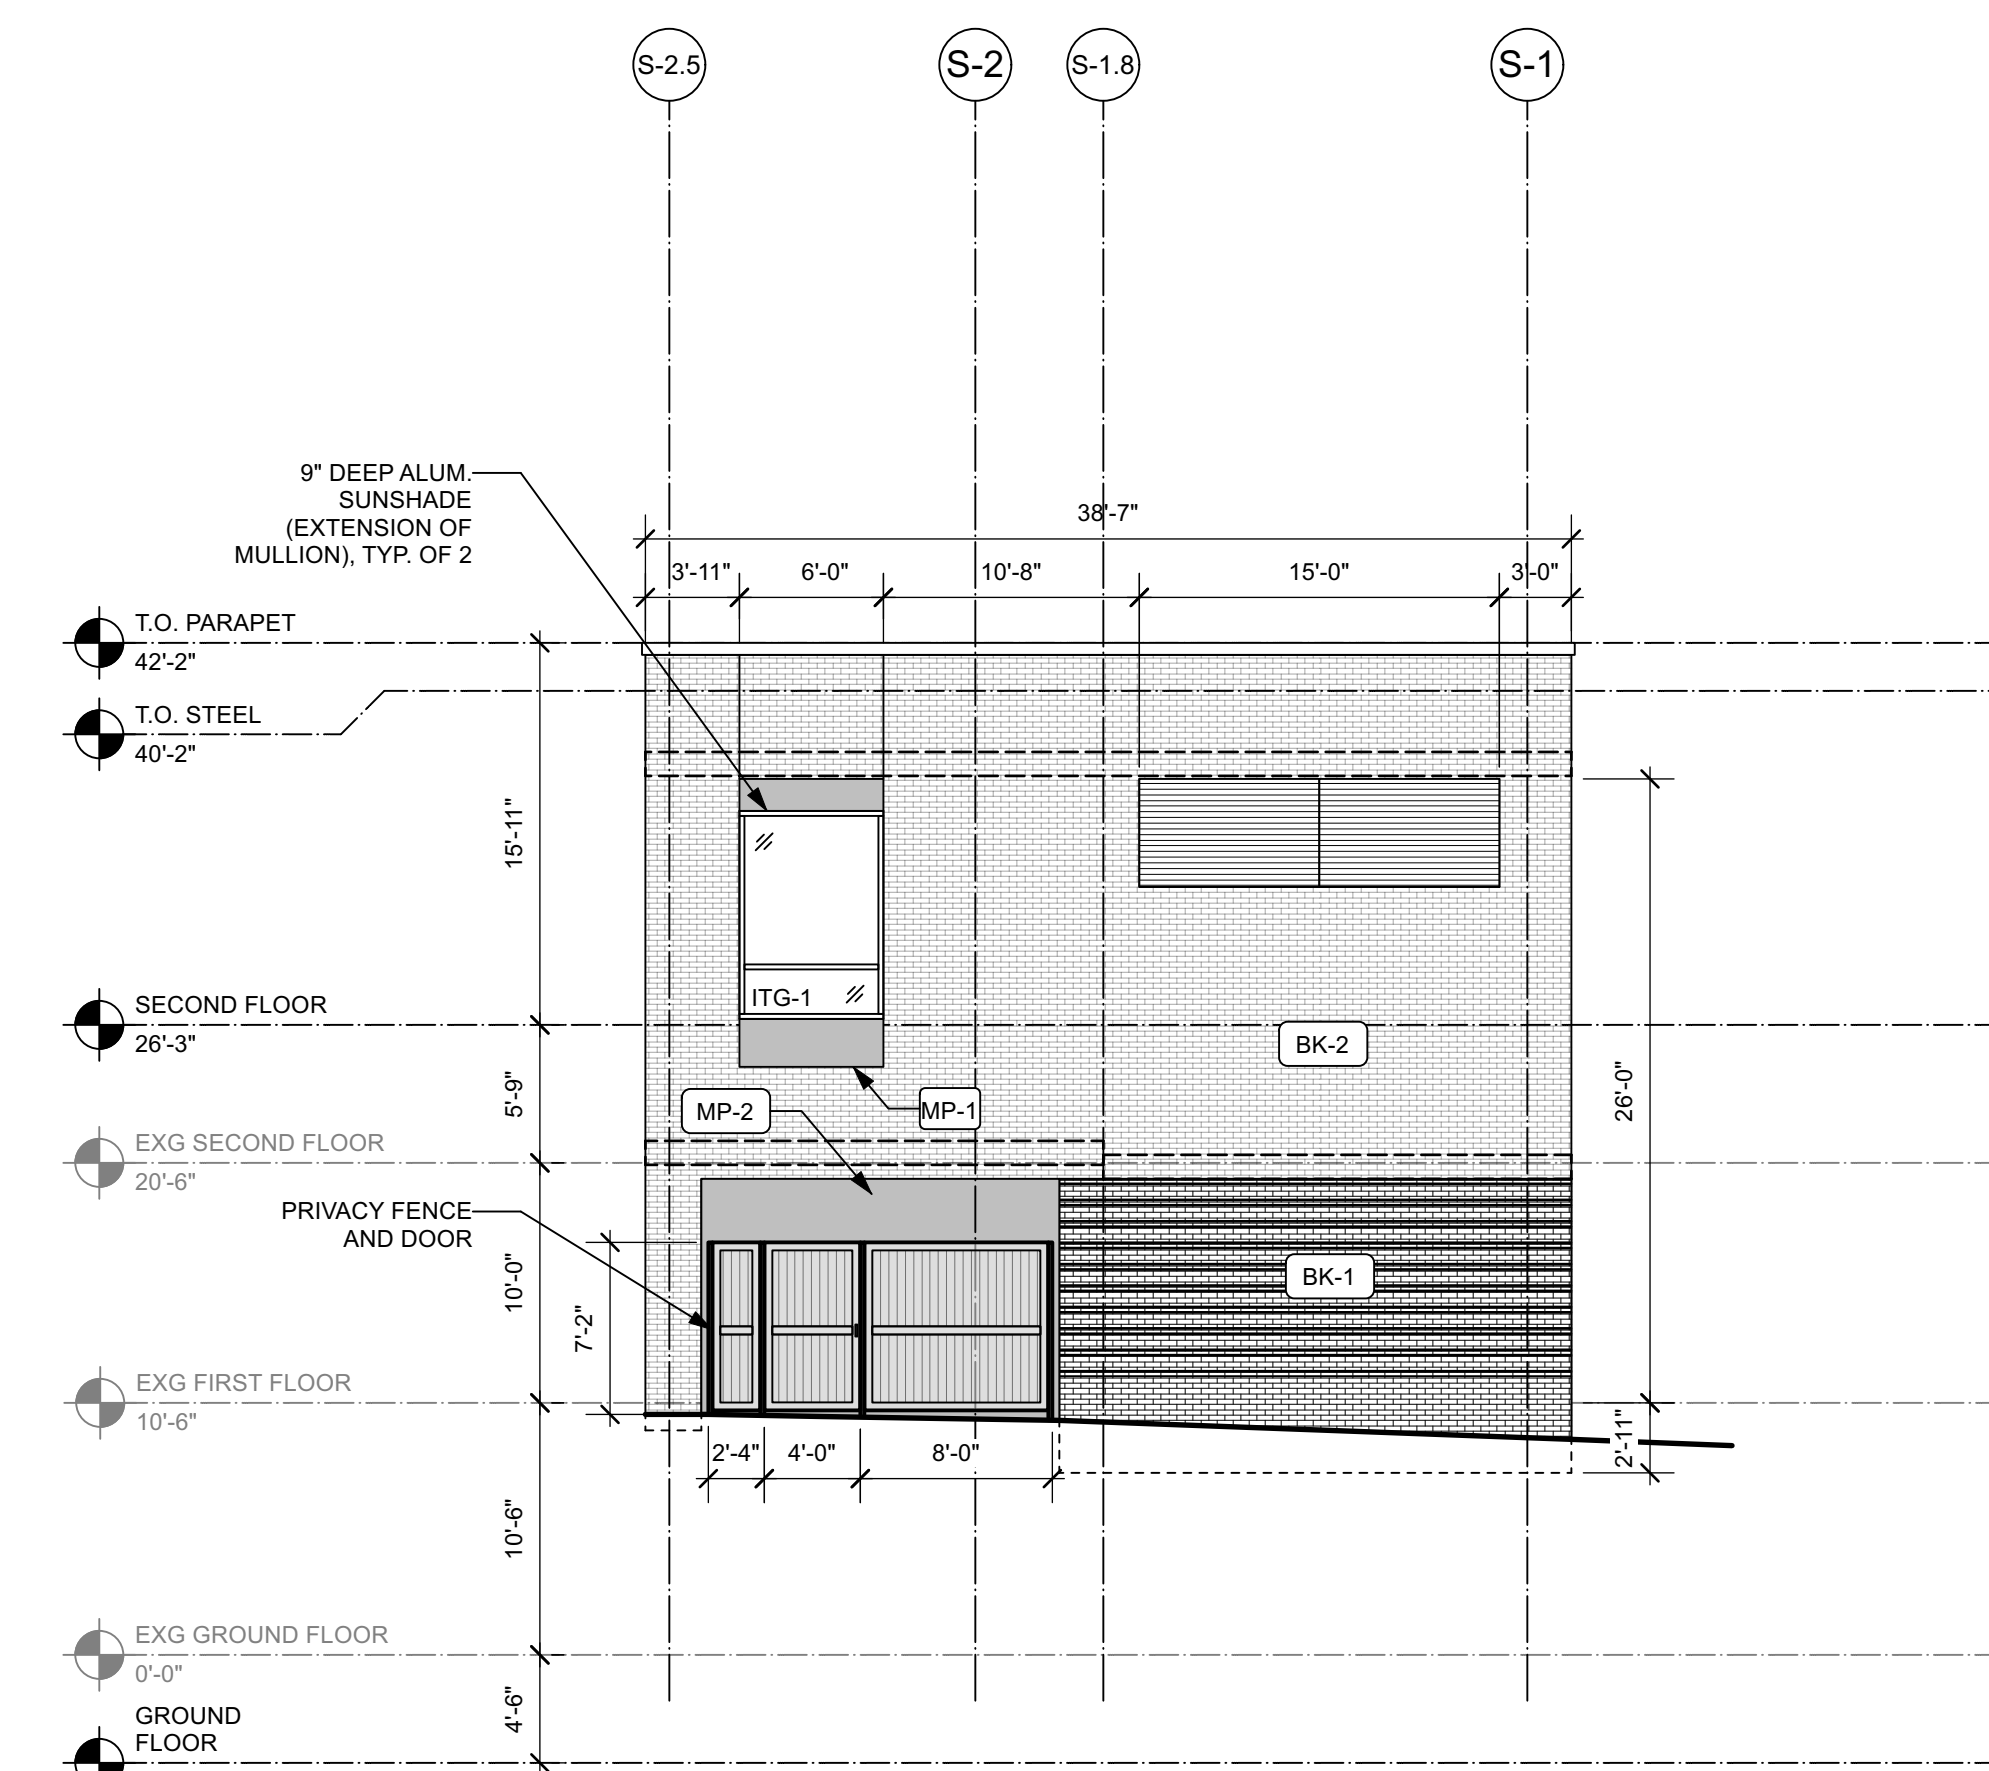 S-2.5
S-2
S-1.8
S-1
9" DEEP ALUM.
SUNSHADE
(EXTENSION OF
MULLION), TYP. OF 2
38'-7"
3'-11"
6'-0"
10'-8"
15'-0"
3'-0"
T.O. PARAPET
42'-2"
T.O. STEEL
40'-2"
15'-11"
ITG-1
SECOND FLOOR
26'-3"
BK-2
5'-9"
26'-0"
MP-2
MP-1
EXG SECOND FLOOR
20'-6"
PRIVACY FENCE
AND DOOR
10'-0"
7'-2"
BK-1
EXG FIRST FLOOR
10'-6"
2'-4"
4'-0"
8'-0"
2'-11"
10'-6"
EXG GROUND FLOOR
0'-0"
4'-6"
GROUND
FLOOR